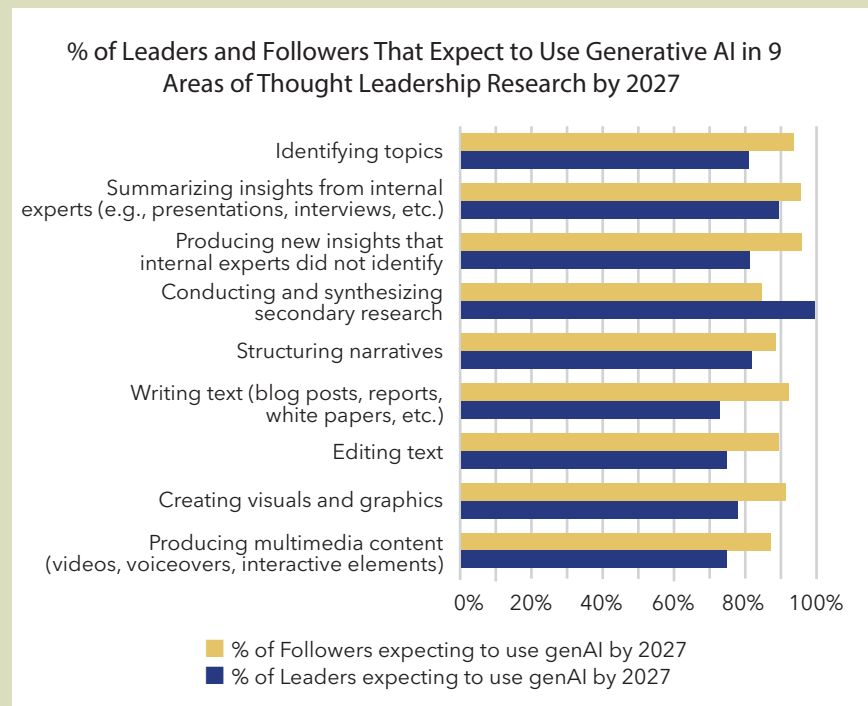 % of Leaders and Followers That Expect to Use Generative AI in 9
Areas of Thought Leadership Research by 2027
Identifying topics
Summarizing insights from internal
experts (e.g., presentations, interviews, etc.)
Producing new insights that
internal experts did not identify
Conducting and synthesizing
secondary research
Structuring narratives
Writing text (blog posts, reports,
white papers, etc.)
Editing text
Creating visuals and graphics
Producing multimedia content
(videos, voiceovers, interactive elements)
0% 20% 40% 60% 80% 100%
% of Followers expecting to use genAI by 2027
% of Leaders expecting to use genAI by 2027